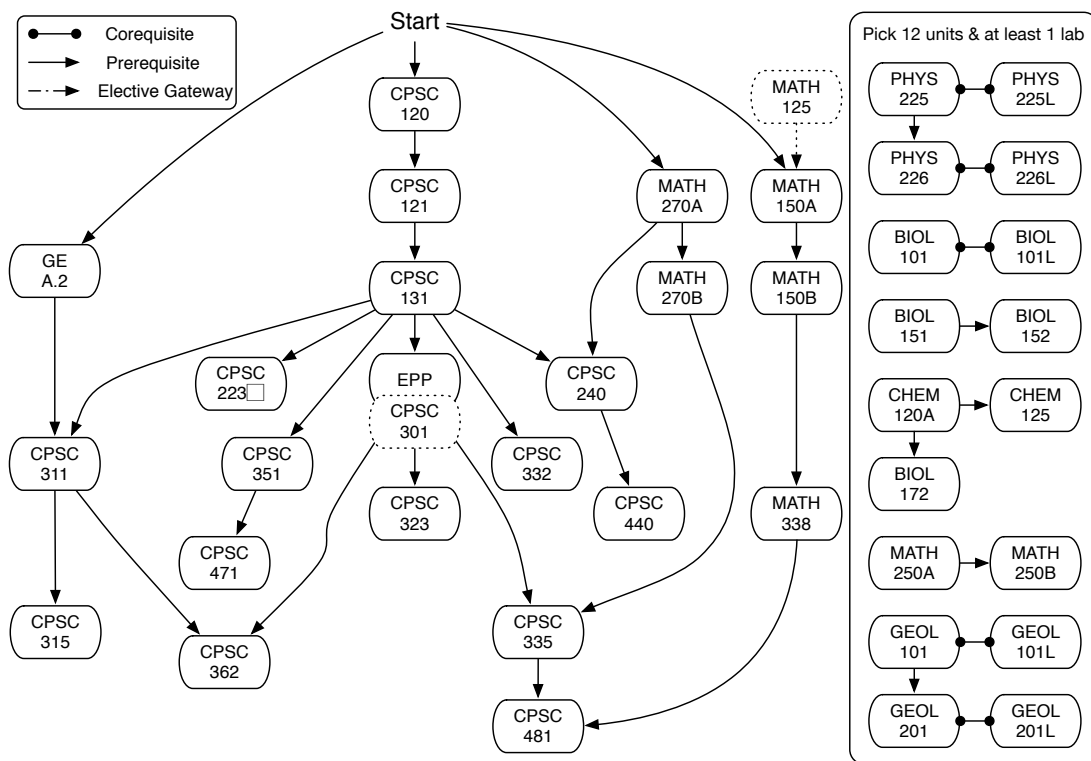 Start
Corequisite
Prerequisite
Elective Gateway
CPSC
120
MATH
125
CPSC
121
MATH
270A
MATH
150A
GE
A.2
CPSC
131
MATH
270B
MATH
150B
CPSC
223□
EPP
CPSC
301
CPSC
240
CPSC
311
CPSC
351
CPSC
332
CPSC
323
CPSC
440
MATH
338
CPSC
471
CPSC
315
CPSC
362
CPSC
335
CPSC
481
Pick 12 units & at least 1 lab
PHYS
225
PHYS
225L
PHYS
226
PHYS
226L
BIOL
101
BIOL
101L
BIOL
151
BIOL
152
CHEM
120A
CHEM
125
BIOL
172
MATH
250A
MATH
250B
GEOL
101
GEOL
101L
GEOL
201
GEOL
201L